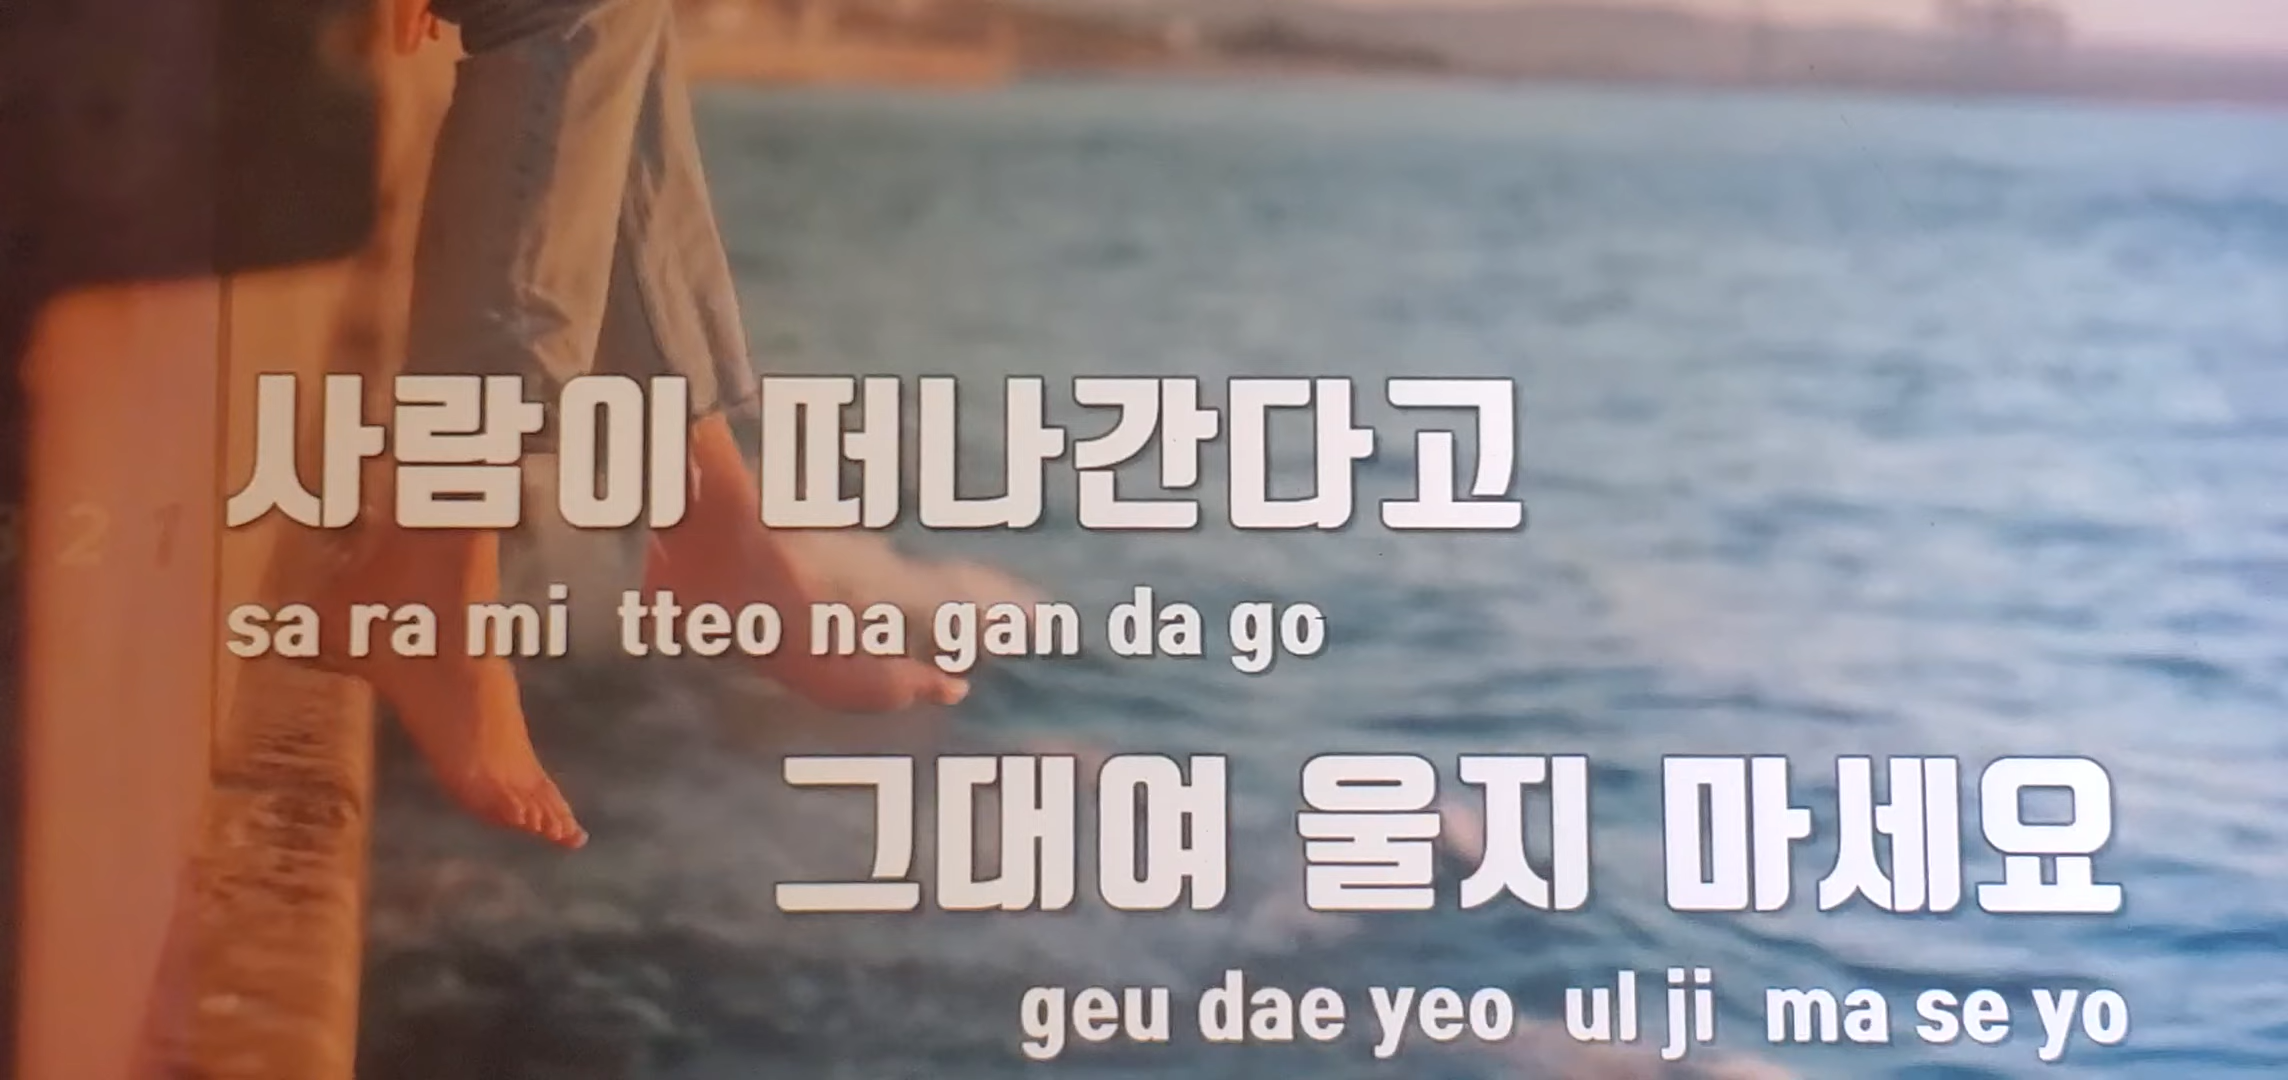 사람이 떠나간다고
sa ra mi tteo na gan da go
그대여 울지 마세요
geu dae yeo ul ji ma se yo